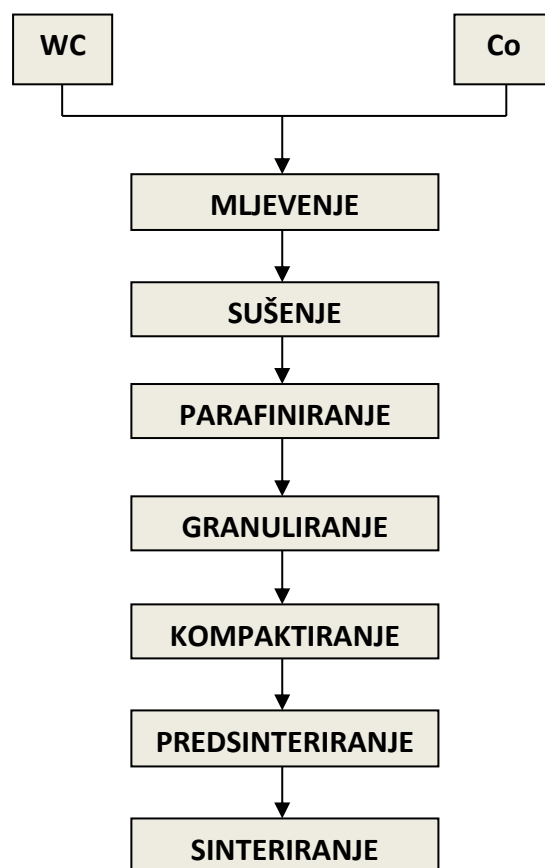 WC
Co
MLJEVENJE
SUŠENJE
PARAFINIRANJE
GRANULIRANJE
KOMPAKTIRANJE
PREDSINTERIRANJE
SINTERIRANJE